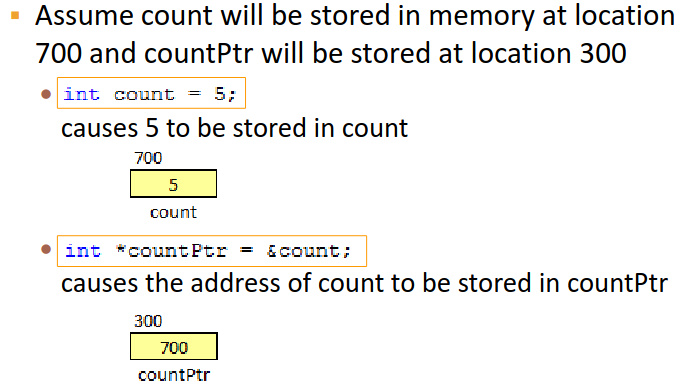 Assume count will be stored in memory at location
700 and countPtr will be stored at location 300
int count = 5;
causes 5 to be stored in count
700
5
count
int *countPtr = &count;
causes the address of count to be stored in countPtr
300
700
countPtr